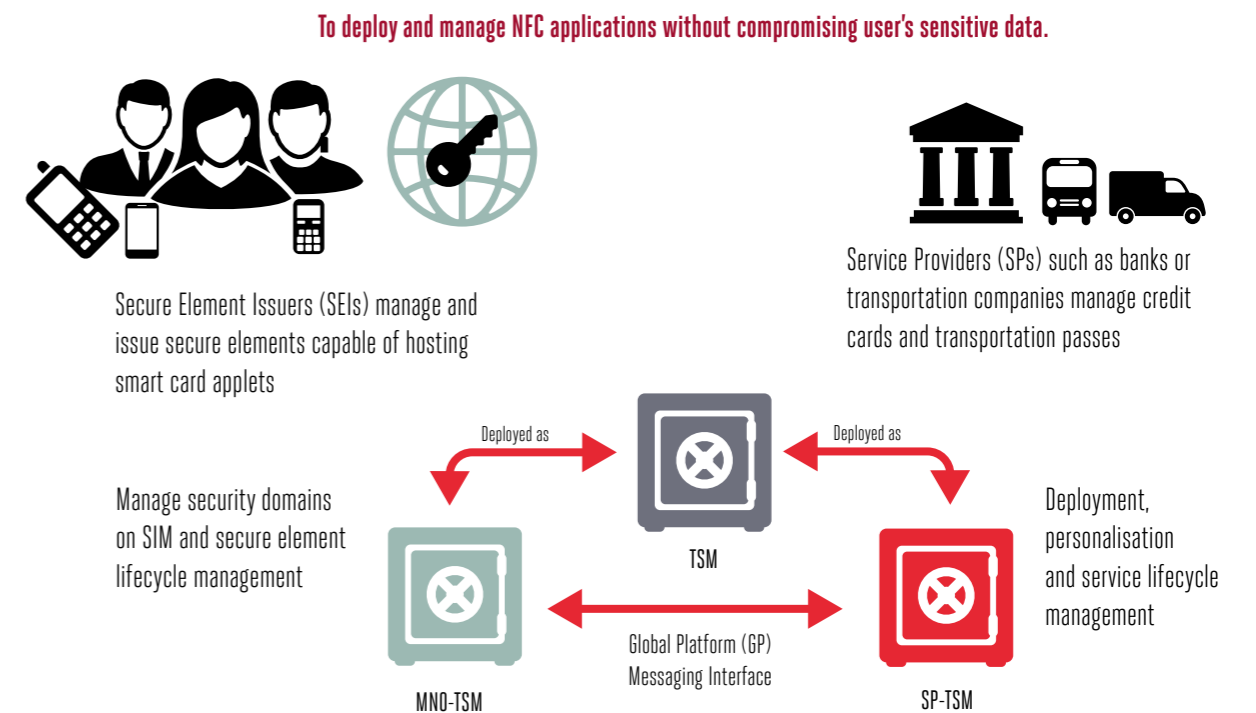 To deploy and manage NFC applications without compromising user's sensitive data.
Secure Element Issuers (SEIs) manage and
issue secure elements capable of hosting
smart card applets
Service Providers (SPs) such as banks or
transportation companies manage credit
cards and transportation passes
Deployed as
Deployed as
Manage security domains
on SIM and secure element
lifecycle management
TSM
Deployment,
personalisation
and service lifecycle
management
Global Platform (GP)
Messaging Interface
MNO-TSM
SP-TSM